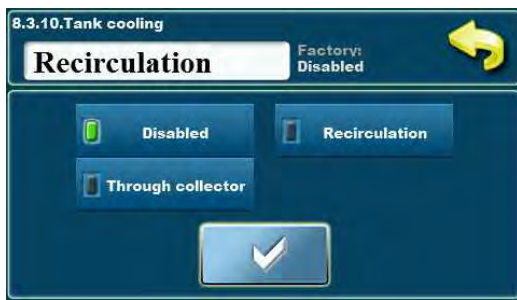 8.3.10.Tank cooling
Recirculation
Factory:
Disabled
Disabled
Recirculation
Through collector